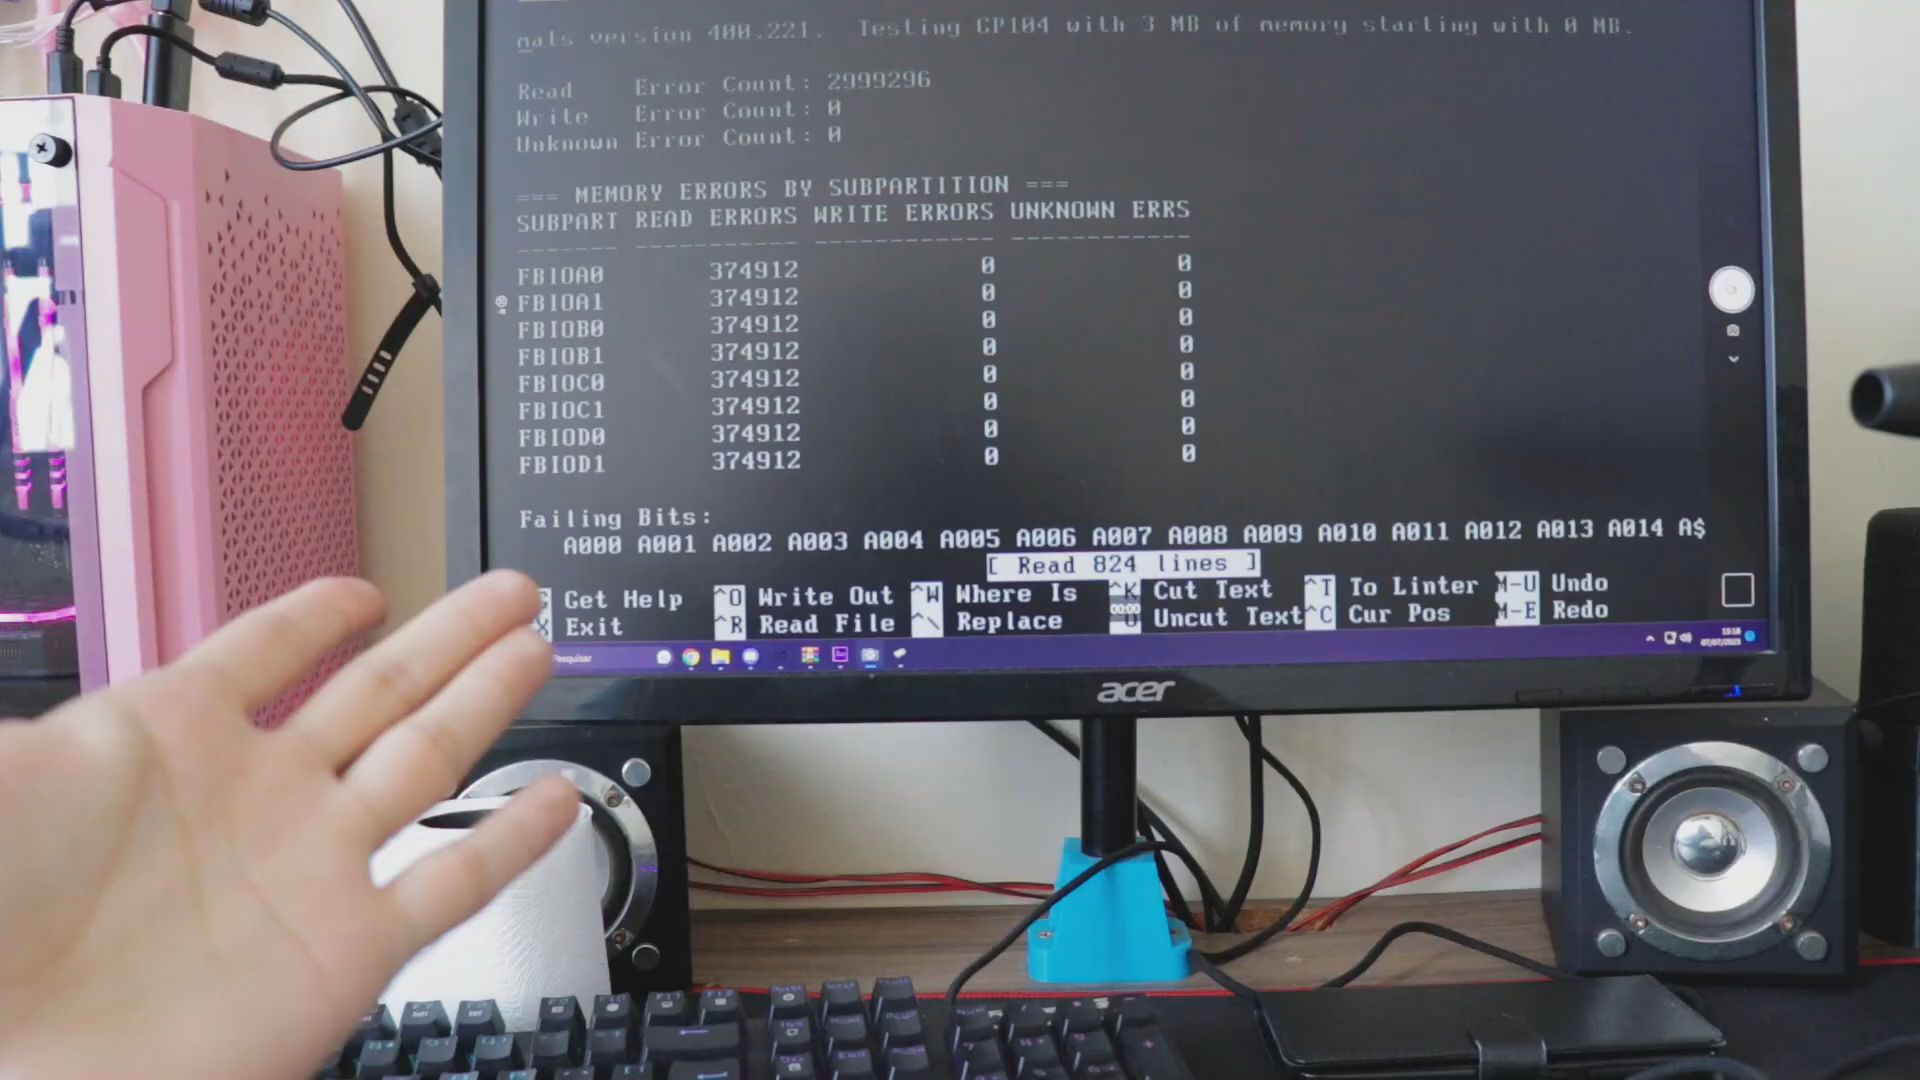 mats version 400.221. Testing GP104 with 3 MB of memory starting with 0 MB.
Read Error Count: 2999296
Write Error Count: 0
Unknown Error Count: 0
=== MEMORY ERRORS BY SUBPARTITION ===
SUBPART READ ERRORS WRITE ERRORS UNKNOWN ERRS
------- ----------- ------------ ------------
FBIOA0 374912 0 0
FBIOA1 374912 0 0
FBIOB0 374912 0 0
FBIOB1 374912 0 0
FBIOC0 374912 0 0
FBIOC1 374912 0 0
FBIOD0 374912 0 0
FBIOD1 374912 0 0
Failing Bits:
A000 A001 A002 A003 A004 A005 A006 A007 A008 A009 A010 A011 A012 A013 A014 A$
[ Read 824 lines ]
Get Help ^O Write Out ^W Where Is ^K Cut Text ^T To Linter M-U Undo
X Exit ^R Read File ^\ Replace 00:00 U Uncut Text ^C Cur Pos M-E Redo
Pesquisar
acer